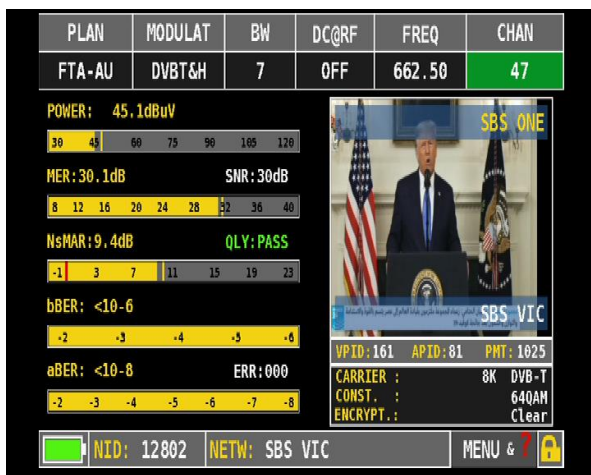 PLAN MODULAT BW DC@RF FREQ CHAN
FTA-AU DVBT&H 7 OFF 662.50 47
POWER: 45.1dBuV
30 45 60 75 90 105 120
MER:30.1dB SNR:30dB
8 12 16 20 24 28 32 36 40
NsMAR:9.4dB QLY:PASS
-1 3 7 11 15 19 23
bBER: <10-6
-2 -3 -4 -5 -6
aBER: <10-8 ERR:000
-2 -3 -4 -5 -6 -7 -8
SBS ONE
SBS VIC
VPID:161 APID:81 PMT:1025
CARRIER : 8K DVB-T
CONST. : 64QAM
ENCRYPT.: Clear
NID: 12802 NETW: SBS VIC MENU & ?